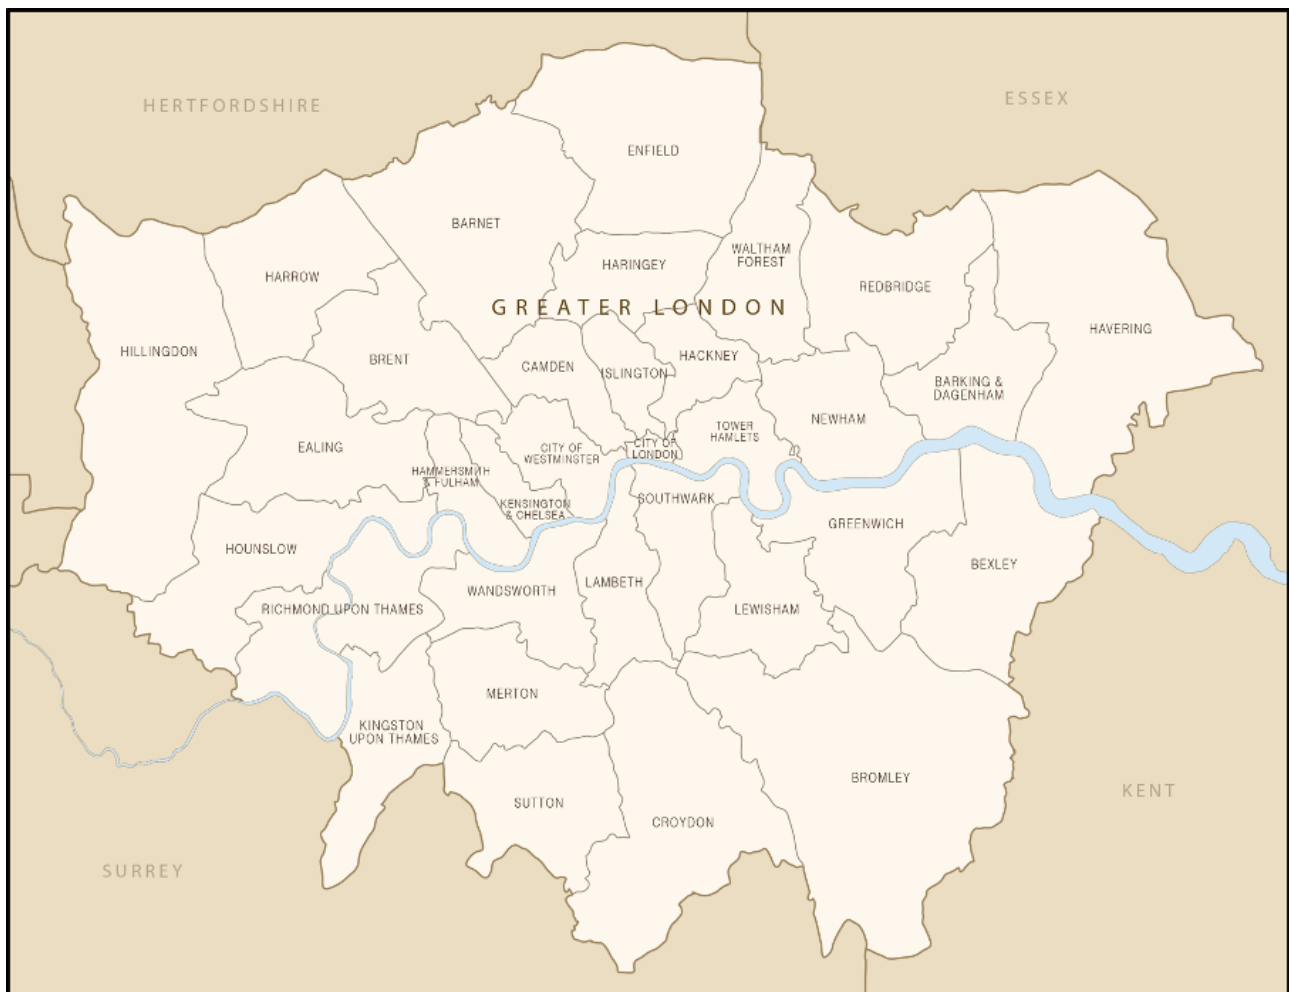 HERTFORDSHIRE
ESSEX
ENFIELD
BARNET
HARINGEY
WALTHAM
FOREST
HARROW
REDBRIDGE
GREATER LONDON
HAVERING
HILLINGDON
BRENT
CAMDEN
ISLINGTON
HACKNEY
BARKING &
DAGENHAM
NEWHAM
TOWER
HAMLETS
EALING
CITY OF
WESTMINSTER
CITY OF
LONDON
HAMMERSMITH
& FULHAM
KENSINGTON
& CHELSEA
SOUTHWARK
GREENWICH
HOUNSLOW
BEXLEY
WANDSWORTH
LAMBETH
RICHMOND UPON THAMES
LEWISHAM
MERTON
KINGSTON
UPON THAMES
BROMLEY
KENT
SUTTON
CROYDON
SURREY